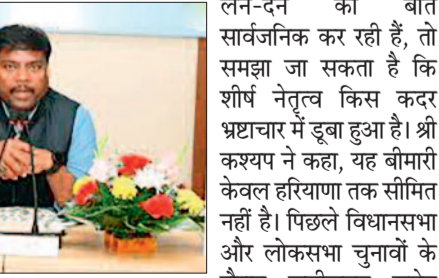 लेन-देन की बात
सार्वजनिक कर रही हैं, तो
समझा जा सकता है कि
शीर्ष नेतृत्व किस कदर
भ्रष्टाचार में डूबा हुआ है। श्री
कश्यप ने कहा, यह बीमारी
केवल हरियाणा तक सीमित
नहीं है। पिछले विधानसभा
और लोकसभा चुनावों के